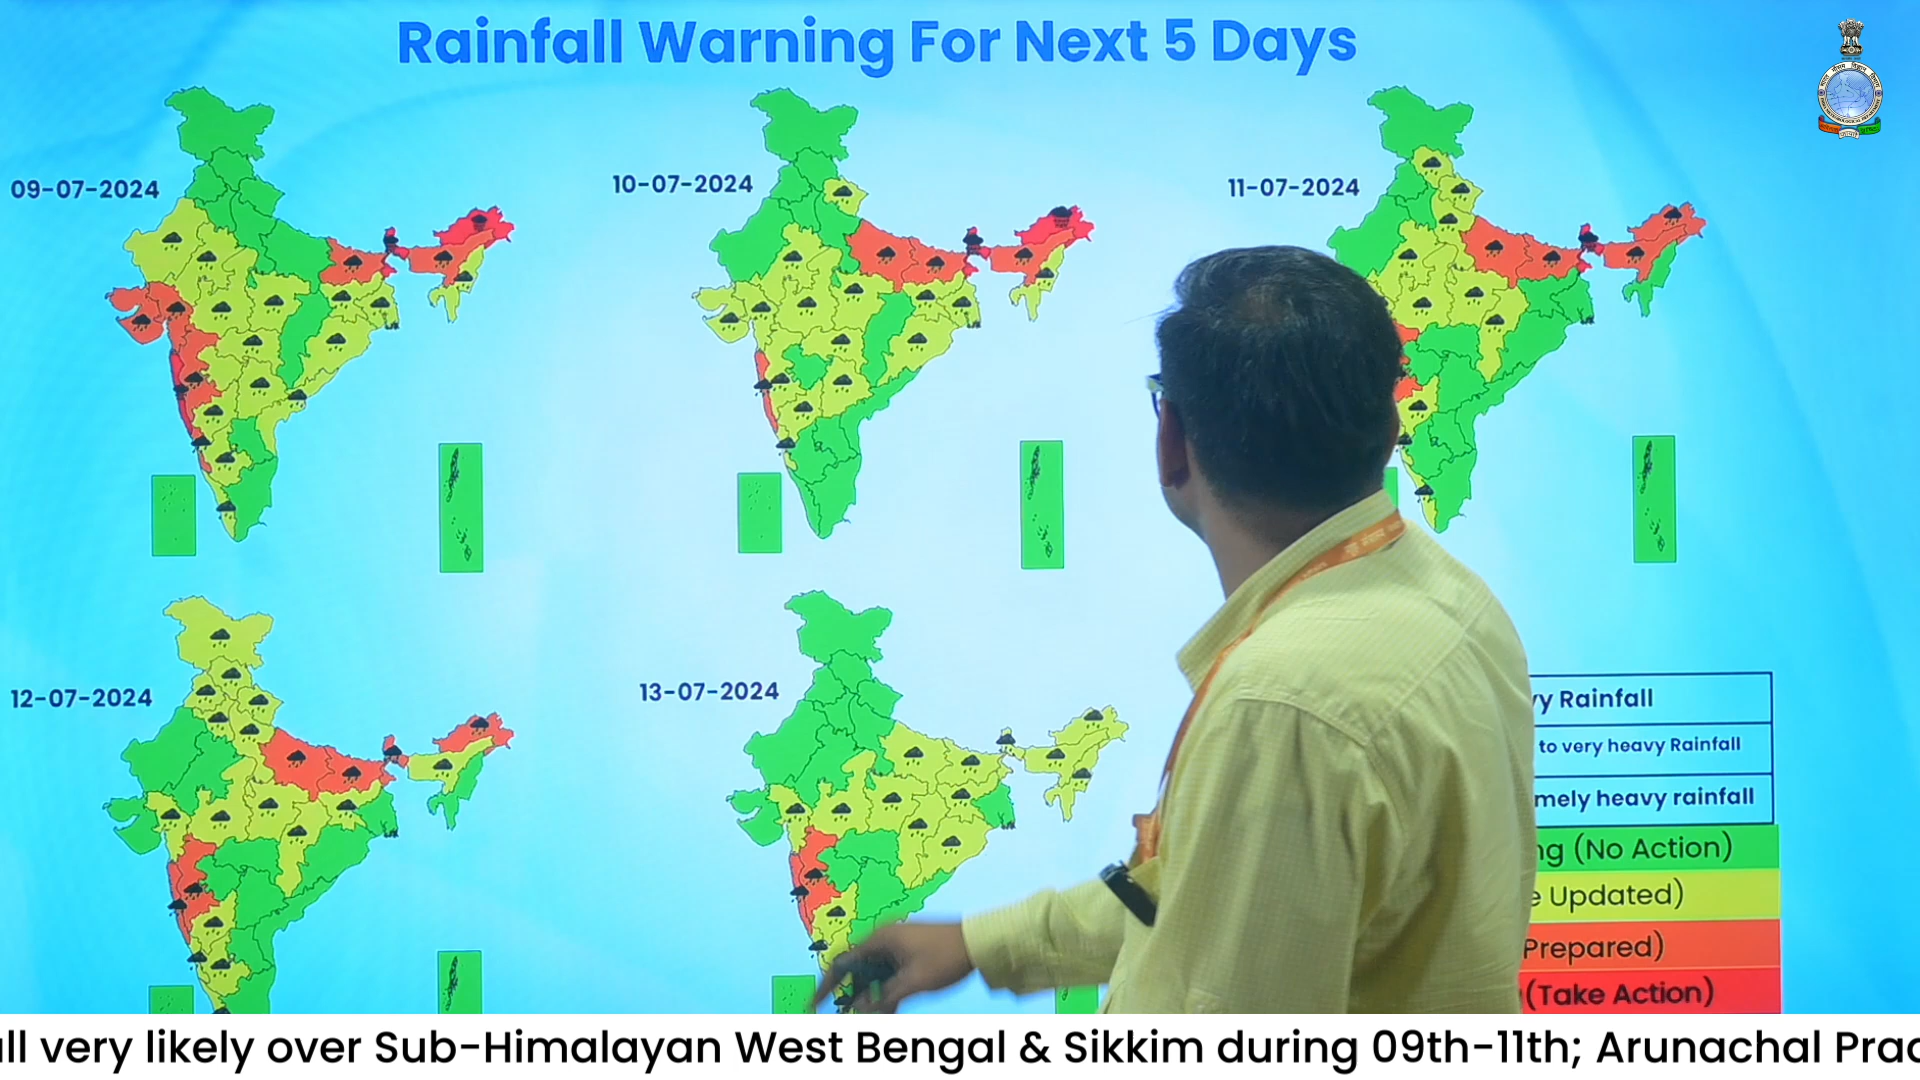 Rainfall Warning For Next 5 Days
09-07-2024
10-07-2024
11-07-2024
12-07-2024
13-07-2024
vy Rainfall
to very heavy Rainfall
mely heavy rainfall
ng (No Action)
e Updated)
Prepared)
(Take Action)
ll very likely over Sub-Himalayan West Bengal & Sikkim during 09th-11th; Arunachal Prad